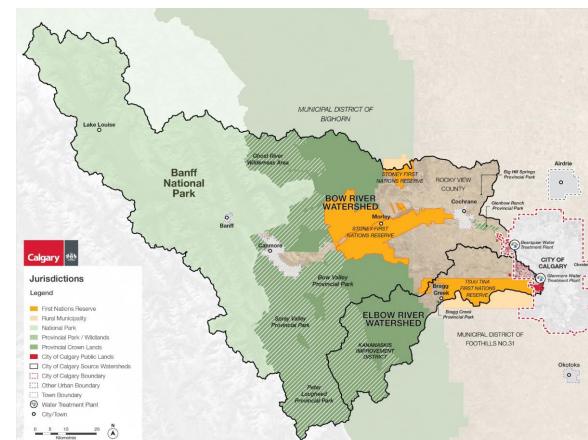 MUNICIPAL DISTRICT OF
BIGHORN
Lake Louise
Ghost River
Wilderness Area
STONEY FIRST
NATIONS RESERVE
Big Hill Springs
Provincial Park
Airdrie
Banff
National
Park
ROCKY VIEW
COUNTY
Glenbow Ranch
Provincial Park
BOW RIVER
WATERSHED
Cochrane
Morley
Banff
STONEY FIRST
NATIONS RESERVE
Bearspaw Water
Treatment Plant
Canmore
CITY OF
CALGARY
Calgary
Glenmore Water
Treatment Plant
Bow Valley
Provincial Park
TSUU TINA
FIRST NATIONS
RESERVE
Bragg
Creek
Jurisdictions
Legend
Spray Valley
Provincial Park
ELBOW RIVER
WATERSHED
Bragg Creek
Provincial Park
First Nations Reserve
Rural Municipality
National Park
Provincial Park / Wildlands
Provincial Crown Lands
City of Calgary Public Lands
City of Calgary Source Watersheds
City of Calgary Boundary
Other Urban Boundary
Town Boundary
Water Treatment Plant
City/Town
KANANASKIS
IMPROVEMENT
DISTRICT
MUNICIPAL DISTRICT OF
FOOTHILLS NO.31
Okotoks
Peter
Lougheed
Provincial Park
0 5 10 15 20
Kilometres
N